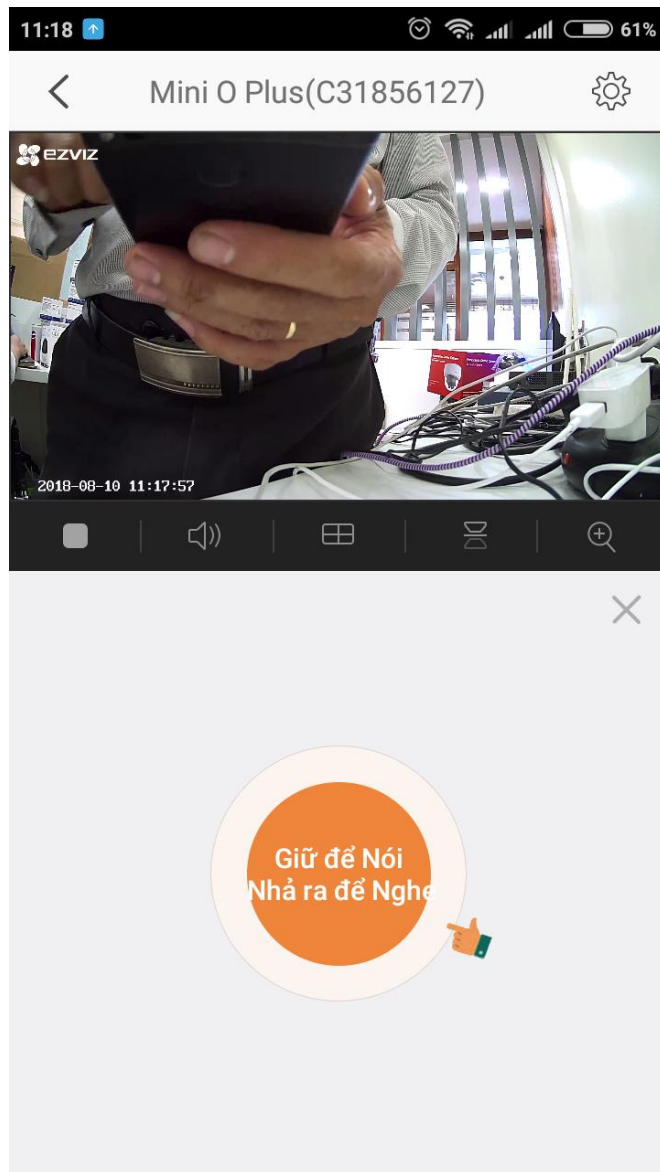 11:18
61%
Mini O Plus(C31856127)
ezviz
2018-08-10 11:17:57
Giữ để Nói
Nhả ra để Nghe